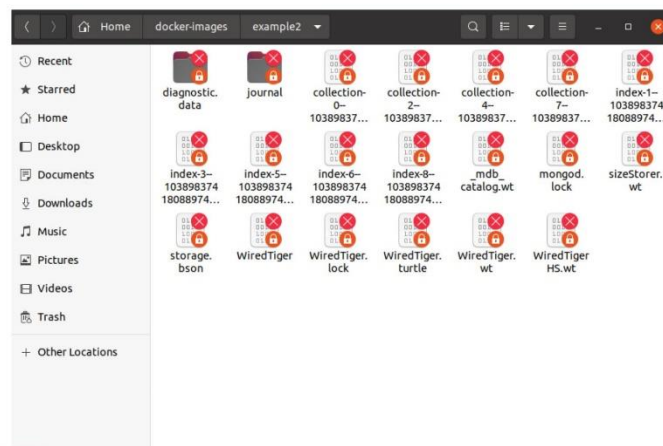 Home docker-images example2
Recent
Starred
Home
Desktop
Documents
Downloads
Music
Pictures
Videos
Trash
Other Locations
diagnostic.
data
journal
collection-
0--
10389837...
collection-
2--
10389837...
collection-
4--
10389837...
collection-
7--
10389837...
index-1--
103898374
18088974...
index-3--
103898374
18088974...
index-5--
103898374
18088974...
index-6--
103898374
18088974...
index-8--
103898374
18088974...
_mdb_
catalog.wt
mongod.
lock
sizeStorer.
wt
storage.
bson
WiredTiger
WiredTiger.
lock
WiredTiger.
turtle
WiredTiger.
wt
WiredTiger
HS.wt